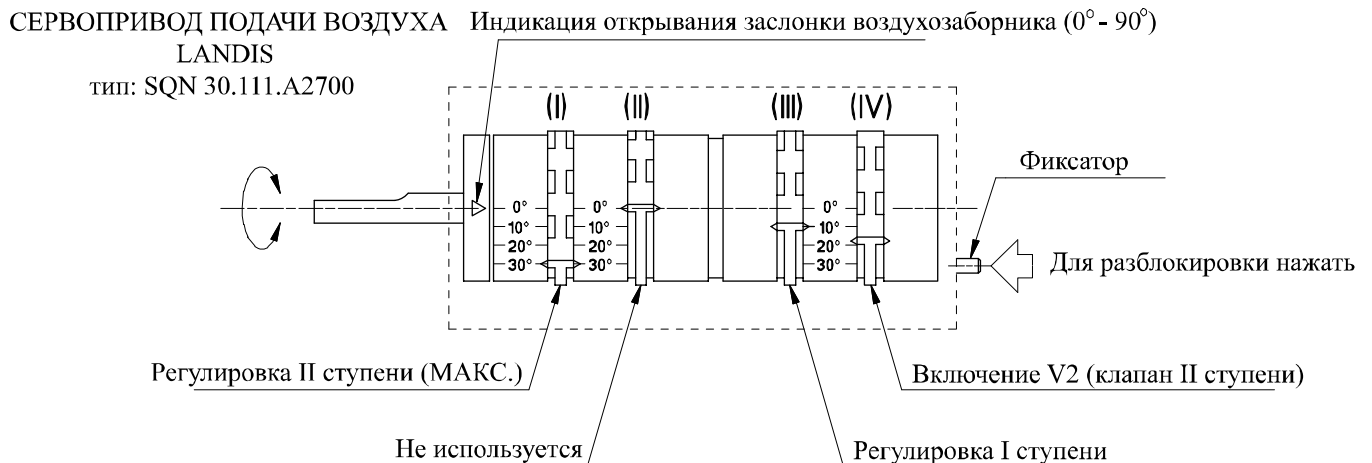 СЕРВОПРИВОД ПОДАЧИ ВОЗДУХА
LANDIS
тип: SQN 30.111.A2700
Индикация открывания заслонки воздухозаборника (0° - 90°)
(I) (II) (III) (IV)
Фиксатор
0° 0° 0°
10° 10° 10°
20° 20° 20°
30° 30° 30°
Для разблокировки нажать
Регулировка II ступени (МАКС.)
Включение V2 (клапан II ступени)
Не используется
Регулировка I ступени